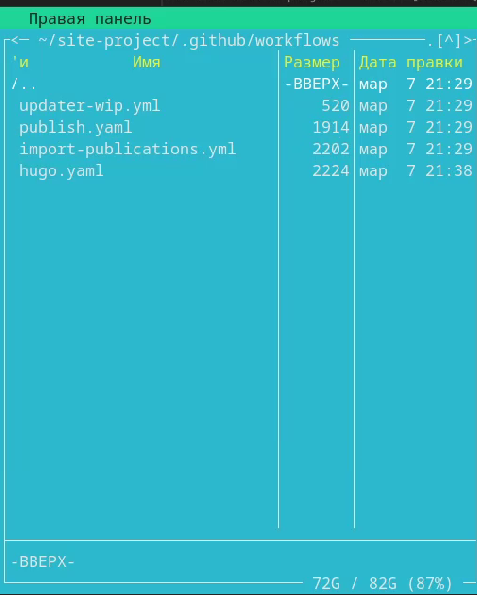 Правая панель
<— ~/site-project/.github/workflows .[^]>
'и Имя Размер Дата правки
/.. -ВВЕРХ- мар 7 21:29
updater-wip.yml 520 мар 7 21:29
publish.yaml 1914 мар 7 21:29
import-publications.yml 2202 мар 7 21:29
hugo.yaml 2224 мар 7 21:38
-ВВЕРХ-
72G / 82G (87%)